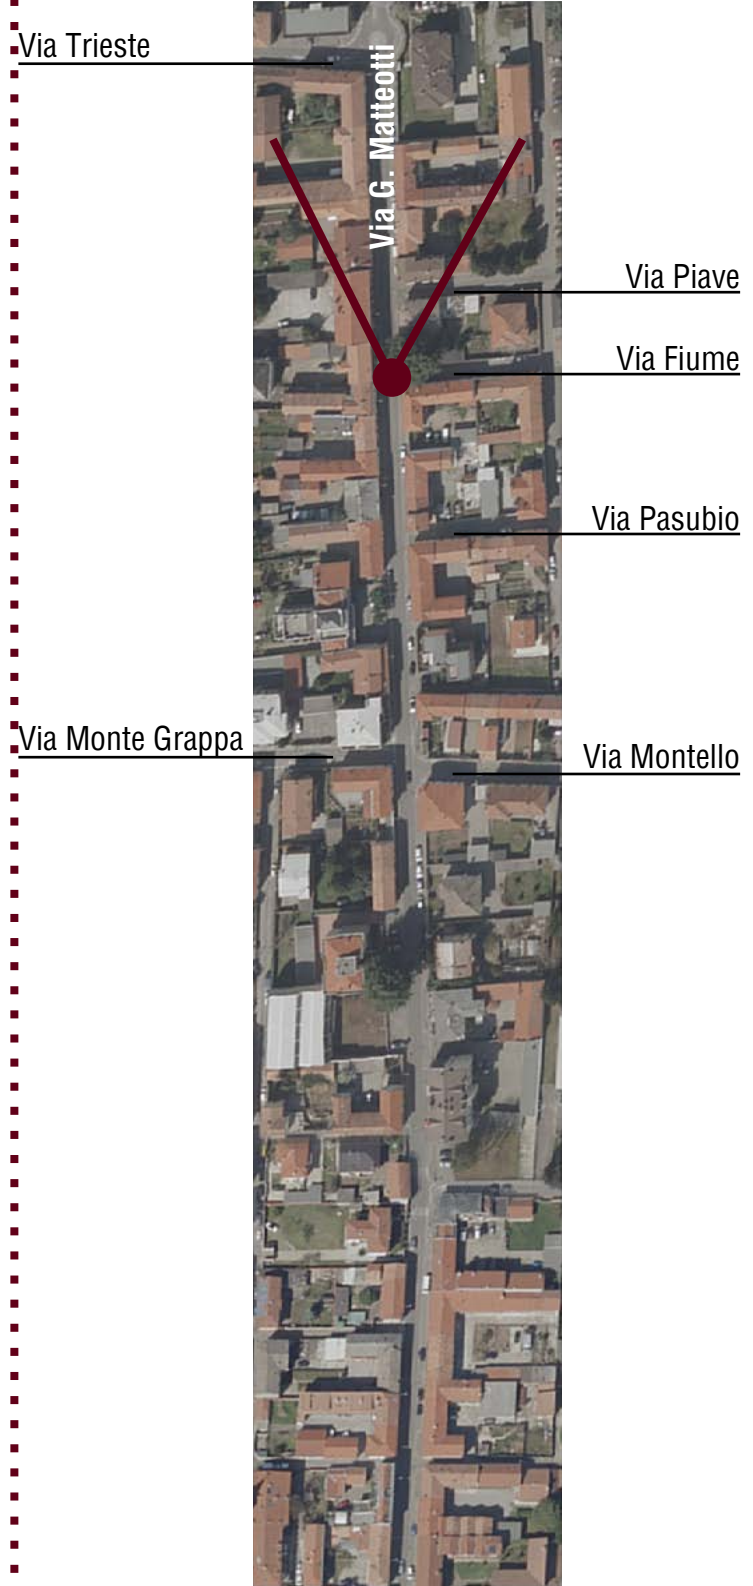 Via Trieste
Via G. Matteotti
Via Piave
Via Fiume
Via Pasubio
Via Monte Grappa
Via Montello